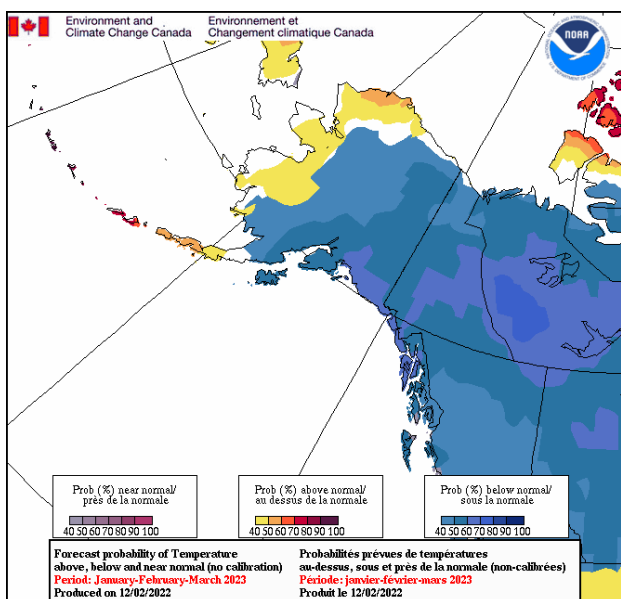 Environment and Environnement et
Climate Change Canada Changement climatique Canada
NOAA
Prob (%) near normal/
près de la normale
40 50 60 70 80 90 100
Prob (%) above normal/
au dessus de la normale
40 50 60 70 80 90 100
Prob (%) below normal/
sous la normale
40 50 60 70 80 90 100
Forecast probability of Temperature
above, below and near normal (no calibration)
Period: January-February-March 2023
Produced on 12/02/2022
Probabilités prévues de températures
au-dessus, sous et près de la normale (non-calibrées)
Période: janvier-février-mars 2023
Produit le 12/02/2022